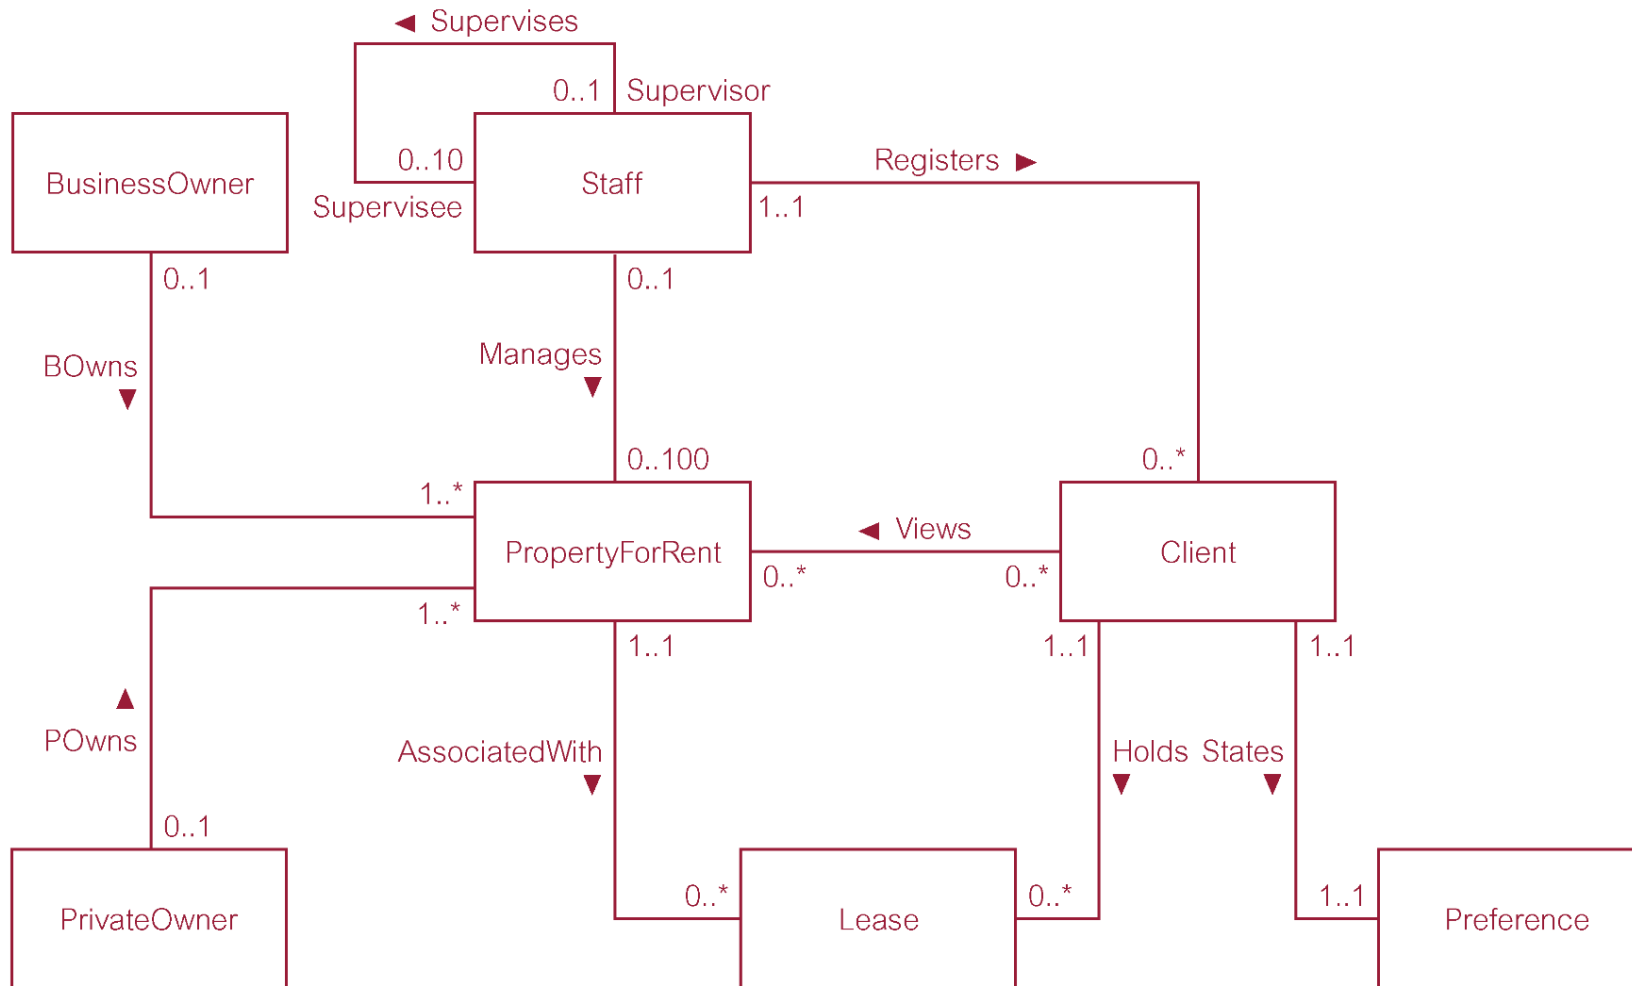 ◄ Supervises
0..1 Supervisor
BusinessOwner
0..10
Supervisee
Staff
Registers ►
1..1
0..1
0..1
BOwns
▼
Manages
▼
0..100
0..*
1..*
PropertyForRent
◄ Views
0..*
0..*
Client
1..*
1..1
1..1
1..1
▲
POwns
AssociatedWith
▼
Holds
▼
States
▼
0..1
PrivateOwner
0..*
Lease
0..*
1..1
Preference